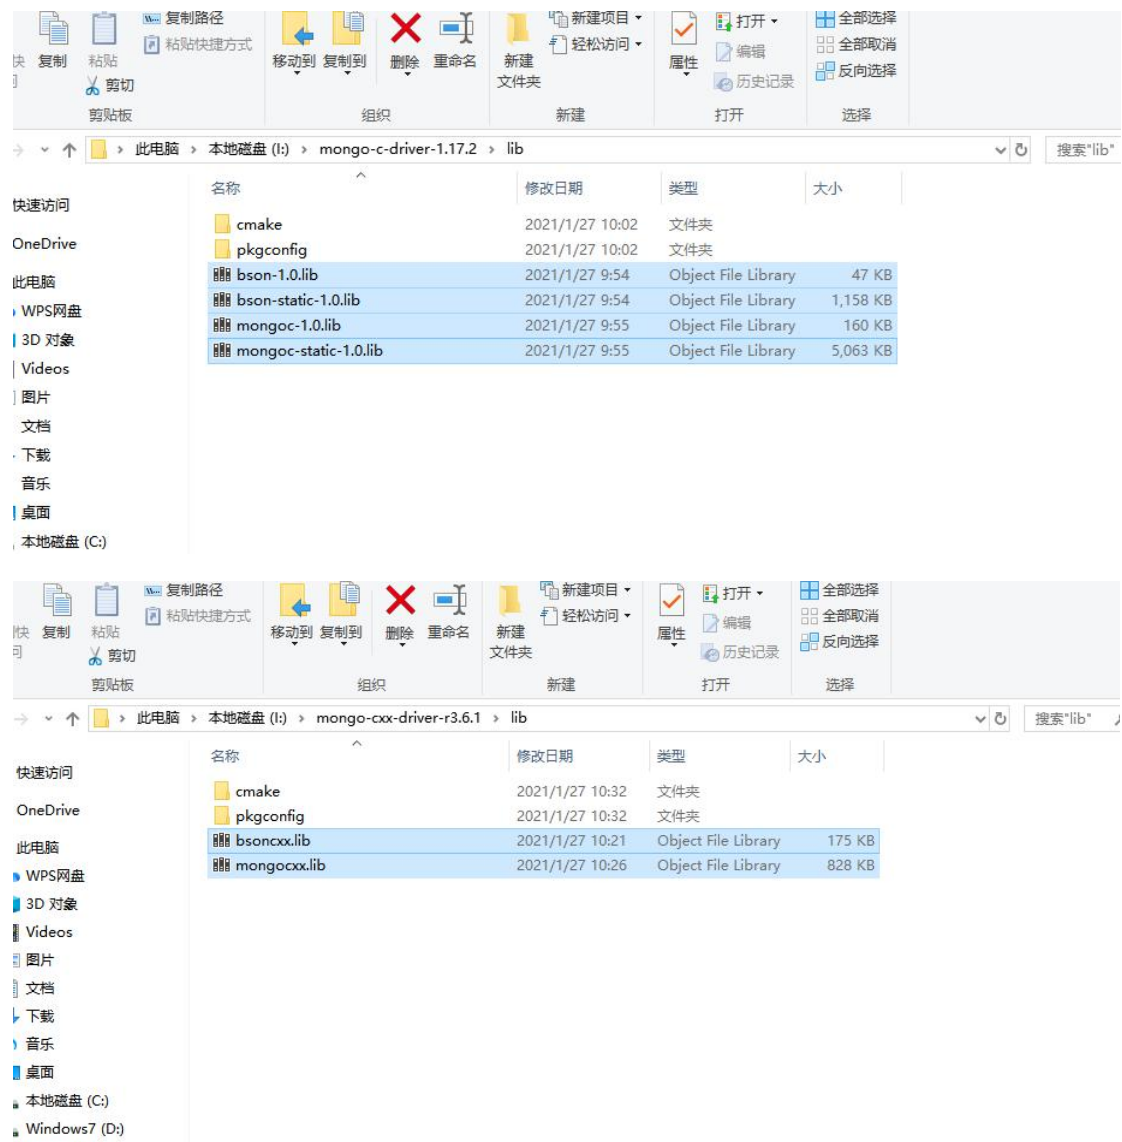 复制路径 新建项目 打开 全部选择
粘贴快捷方式 轻松访问 编辑 全部取消
复制 粘贴 移动到 复制到 删除 重命名 新建 属性 反向选择
剪切 文件夹 历史记录
剪贴板 组织 新建 打开 选择
此电脑 › 本地磁盘 (I:) › mongo-c-driver-1.17.2 › lib 搜索"lib"
名称 修改日期 类型 大小
快速访问
cmake 2021/1/27 10:02 文件夹
OneDrive pkgconfig 2021/1/27 10:02 文件夹
此电脑 bson-1.0.lib 2021/1/27 9:54 Object File Library 47 KB
WPS网盘 bson-static-1.0.lib 2021/1/27 9:54 Object File Library 1,158 KB
3D 对象 mongoc-1.0.lib 2021/1/27 9:55 Object File Library 160 KB
mongoc-static-1.0.lib 2021/1/27 9:55 Object File Library 5,063 KB
Videos
图片
文档
下载
音乐
桌面
本地磁盘 (C:)
复制路径 新建项目 打开 全部选择
粘贴快捷方式 轻松访问 编辑 全部取消
复制 粘贴 移动到 复制到 删除 重命名 新建 属性 反向选择
剪切 文件夹 历史记录
剪贴板 组织 新建 打开 选择
此电脑 › 本地磁盘 (I:) › mongo-cxx-driver-r3.6.1 › lib 搜索"lib"
名称 修改日期 类型 大小
快速访问
cmake 2021/1/27 10:32 文件夹
OneDrive pkgconfig 2021/1/27 10:32 文件夹
此电脑 bsoncxx.lib 2021/1/27 10:21 Object File Library 175 KB
WPS网盘 mongocxx.lib 2021/1/27 10:26 Object File Library 828 KB
3D 对象
Videos
图片
文档
下载
音乐
桌面
本地磁盘 (C:)
Windows7 (D:)